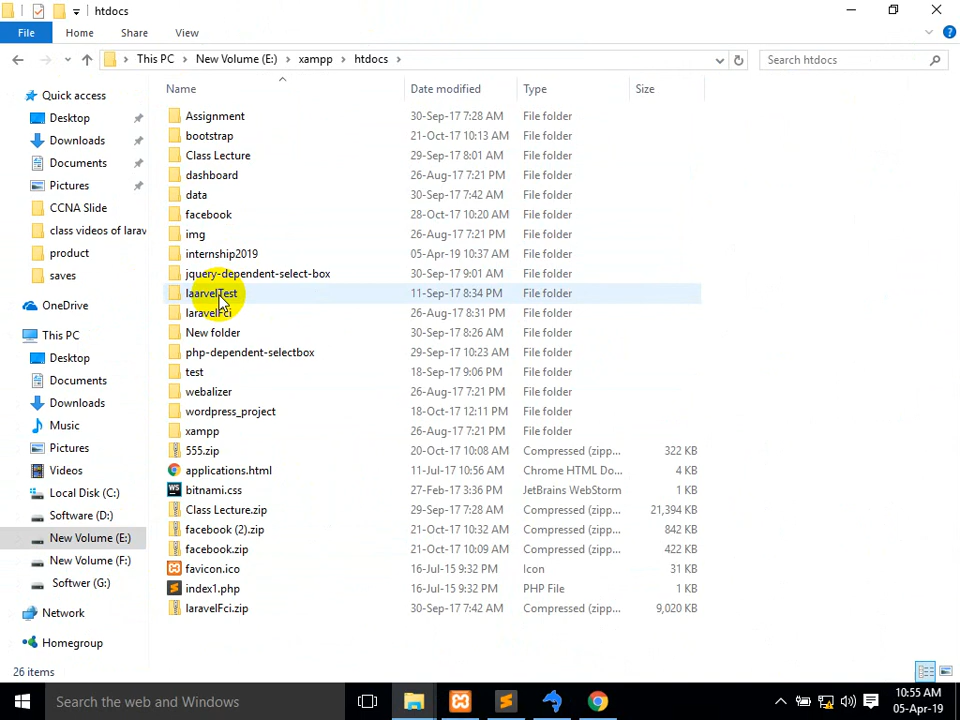 htdocs
File Home Share View
This PC New Volume (E:) xampp htdocs Search htdocs
Name Date modified Type Size
Quick access
Desktop
Downloads
Documents
Pictures
CCNA Slide
class videos of larav
product
saves
OneDrive
This PC
Desktop
Documents
Downloads
Music
Pictures
Videos
Local Disk (C:)
Software (D:)
New Volume (E:)
New Volume (F:)
Softwer (G:)
Network
Homegroup
Assignment 30-Sep-17 7:28 AM File folder
bootstrap 21-Oct-17 10:13 AM File folder
Class Lecture 29-Sep-17 8:01 AM File folder
dashboard 26-Aug-17 7:21 PM File folder
data 30-Sep-17 7:42 AM File folder
facebook 28-Oct-17 10:20 AM File folder
img 26-Aug-17 7:21 PM File folder
internship2019 05-Apr-19 10:37 AM File folder
jquery-dependent-select-box 30-Sep-17 9:01 AM File folder
laarvelTest 11-Sep-17 8:34 PM File folder
laravelFci 26-Aug-17 8:31 PM File folder
New folder 30-Sep-17 8:26 AM File folder
php-dependent-selectbox 29-Sep-17 10:23 AM File folder
test 18-Sep-17 9:06 PM File folder
webalizer 26-Aug-17 7:21 PM File folder
wordpress_project 18-Oct-17 12:11 PM File folder
xampp 26-Aug-17 7:21 PM File folder
555.zip 20-Oct-17 10:08 AM Compressed (zipp... 322 KB
applications.html 11-Jul-17 10:56 AM Chrome HTML Do... 4 KB
bitnami.css 27-Feb-17 3:36 PM JetBrains WebStorm 1 KB
Class Lecture.zip 29-Sep-17 7:28 AM Compressed (zipp... 21,394 KB
facebook (2).zip 21-Oct-17 10:32 AM Compressed (zipp... 842 KB
facebook.zip 21-Oct-17 10:09 AM Compressed (zipp... 422 KB
favicon.ico 16-Jul-15 9:32 PM Icon 31 KB
index1.php 16-Jul-15 9:32 PM PHP File 1 KB
laravelFci.zip 30-Sep-17 7:42 AM Compressed (zipp... 9,020 KB
26 items
Search the web and Windows
10:55 AM
05-Apr-19